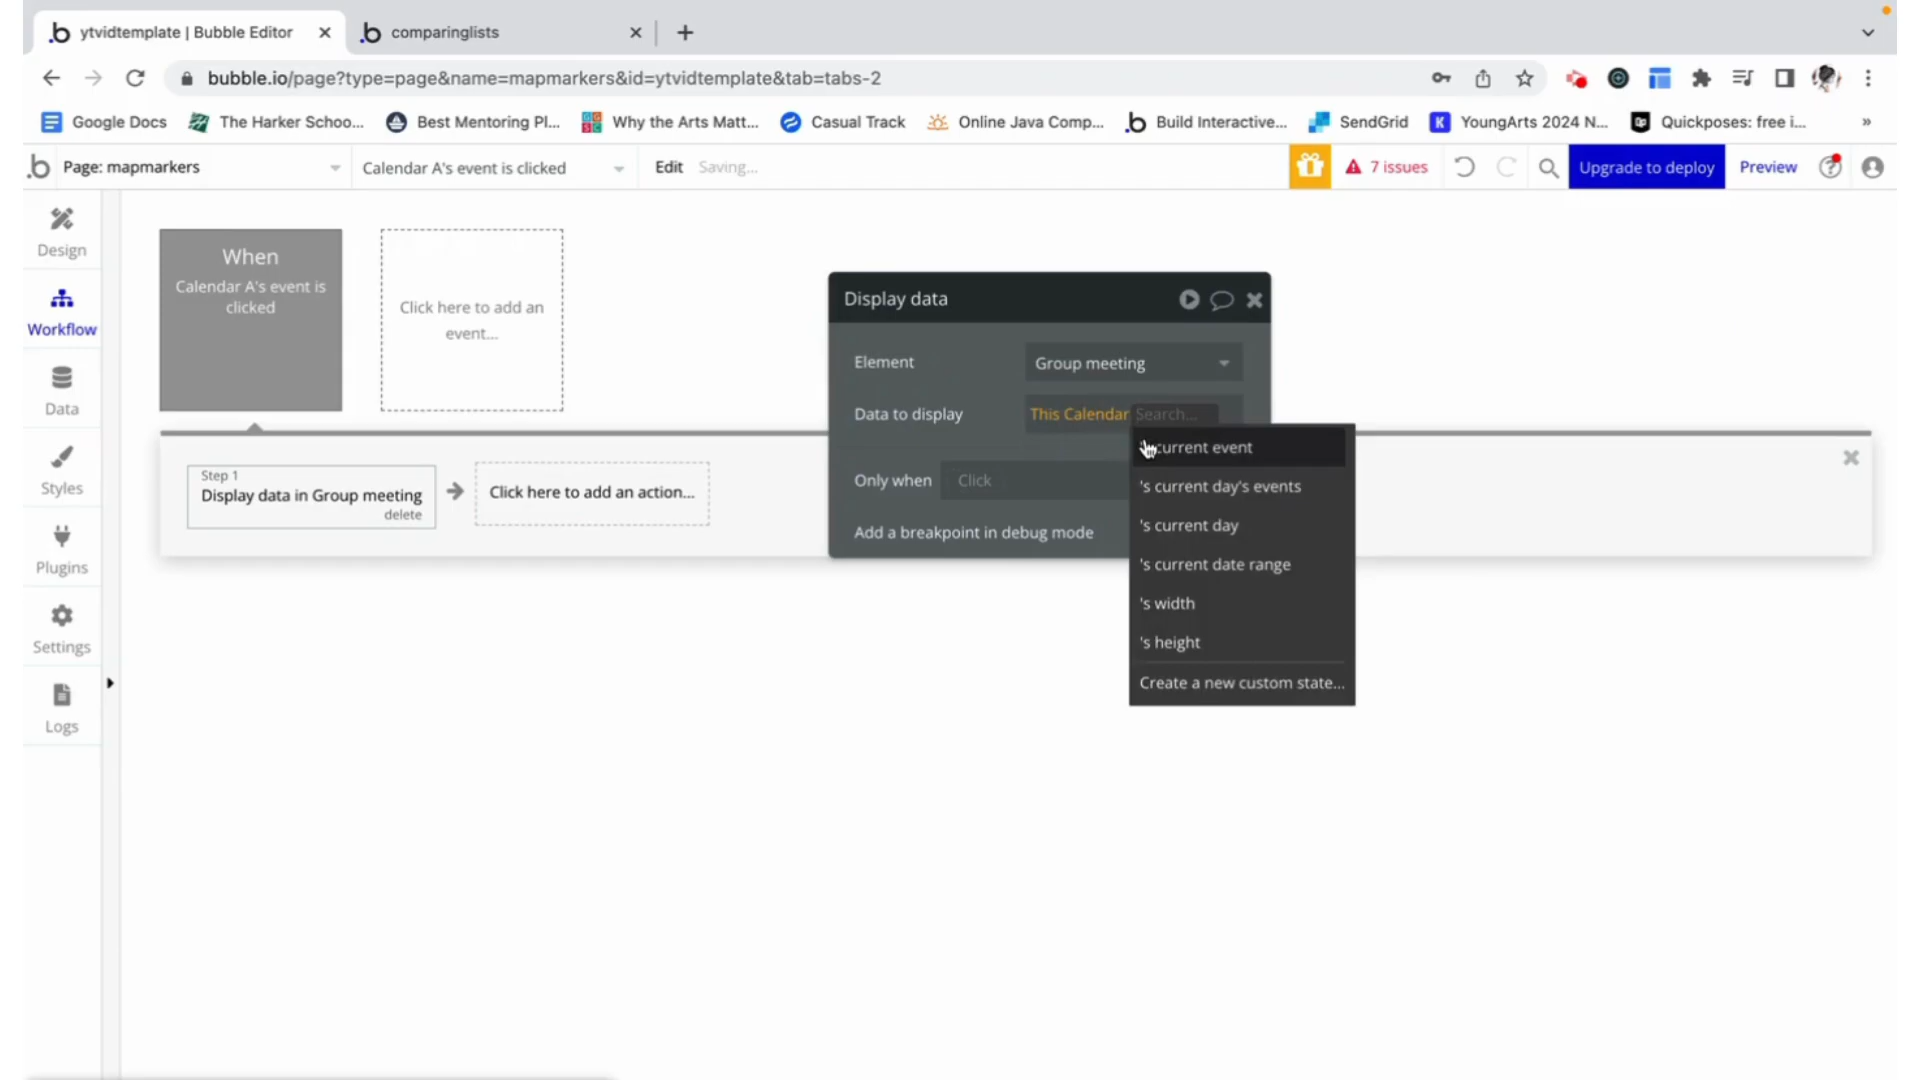 ytvidtemplate | Bubble Editor
comparinglists
bubble.io/page?type=page&name=mapmarkers&id=ytvidtemplate&tab=tabs-2
Google Docs
The Harker Schoo...
Best Mentoring Pl...
Why the Arts Matt...
Casual Track
Online Java Comp...
Build Interactive...
SendGrid
YoungArts 2024 N...
Quickposes: free i...
»
Page: mapmarkers
Calendar A's event is clicked
Edit
Saving...
7 issues
Upgrade to deploy
Preview
Design
Workflow
Data
Styles
Plugins
Settings
Logs
When
Calendar A's event is
clicked
Click here to add an
event...
Step 1
Display data in Group meeting
delete
Click here to add an action...
Display data
Element
Group meeting
Data to display
This Calendar
Search...
Only when
Click
Add a breakpoint in debug mode
current event
's current day's events
's current day
's current date range
's width
's height
Create a new custom state...